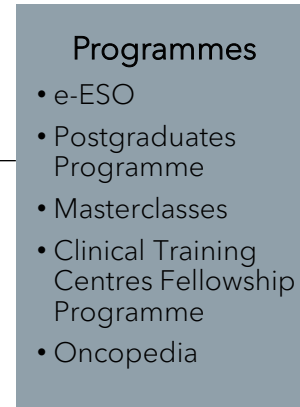 Programmes
• e-ESO
• Postgraduates
Programme
• Masterclasses
• Clinical Training
Centres Fellowship
Programme
• Oncopedia